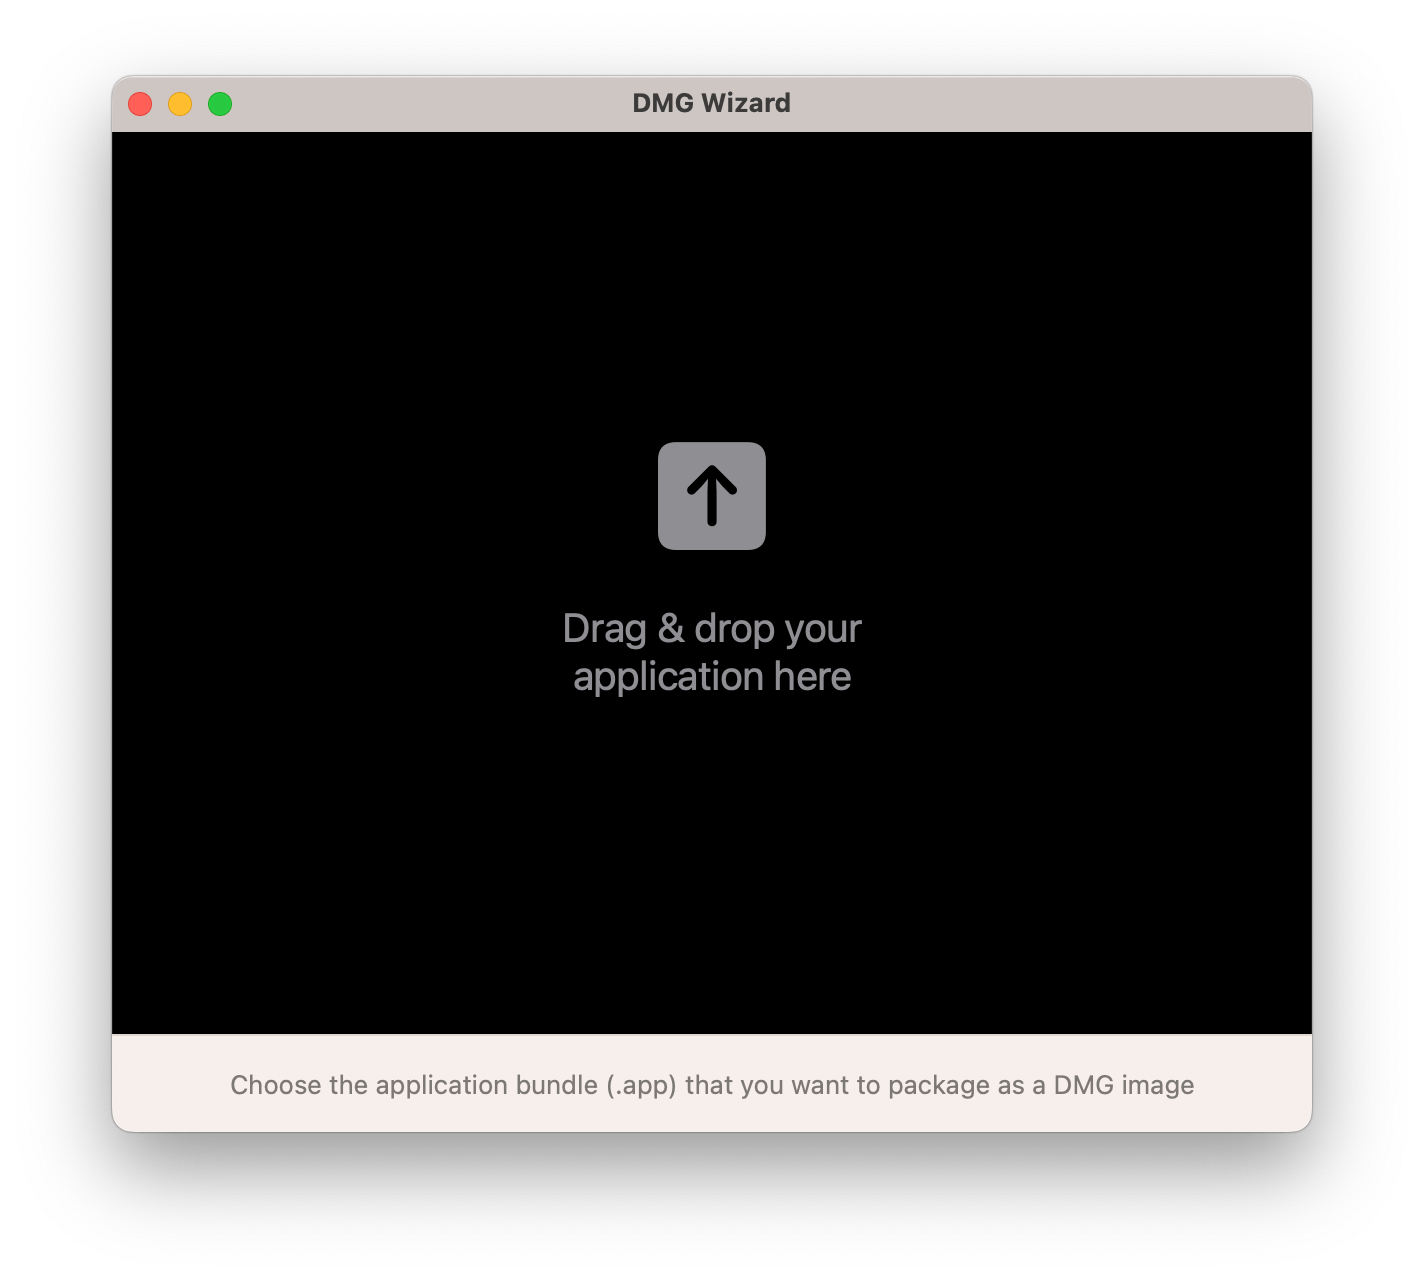 DMG Wizard
Drag & drop your
application here
Choose the application bundle (.app) that you want to package as a DMG image